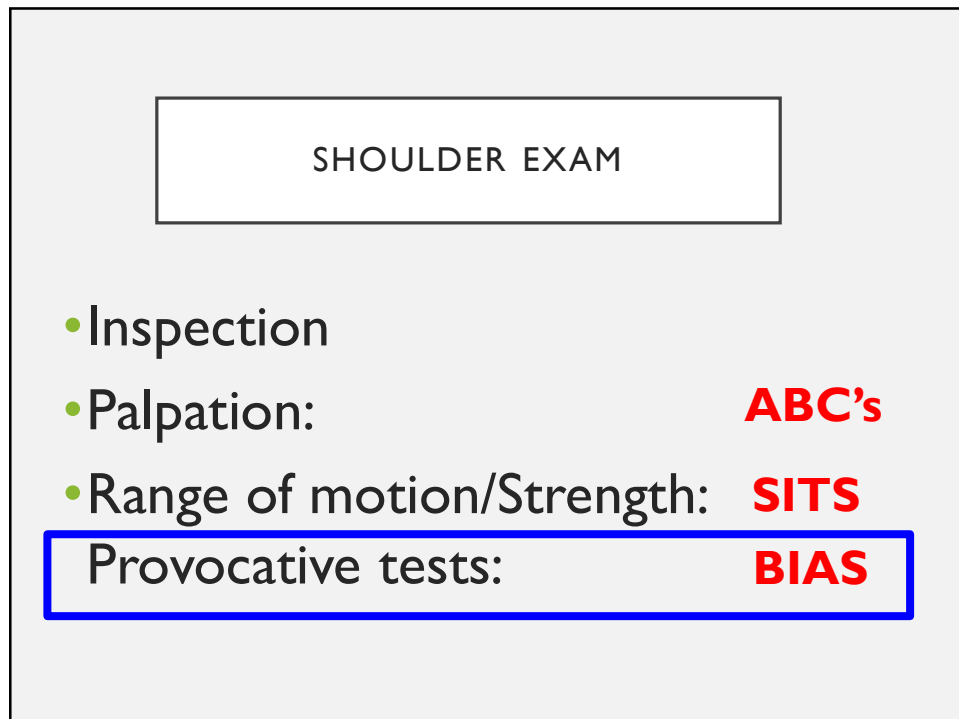 SHOULDER EXAM
•Inspection
•Palpation: ABC’s
•Range of motion/Strength: SITS
Provocative tests: BIAS